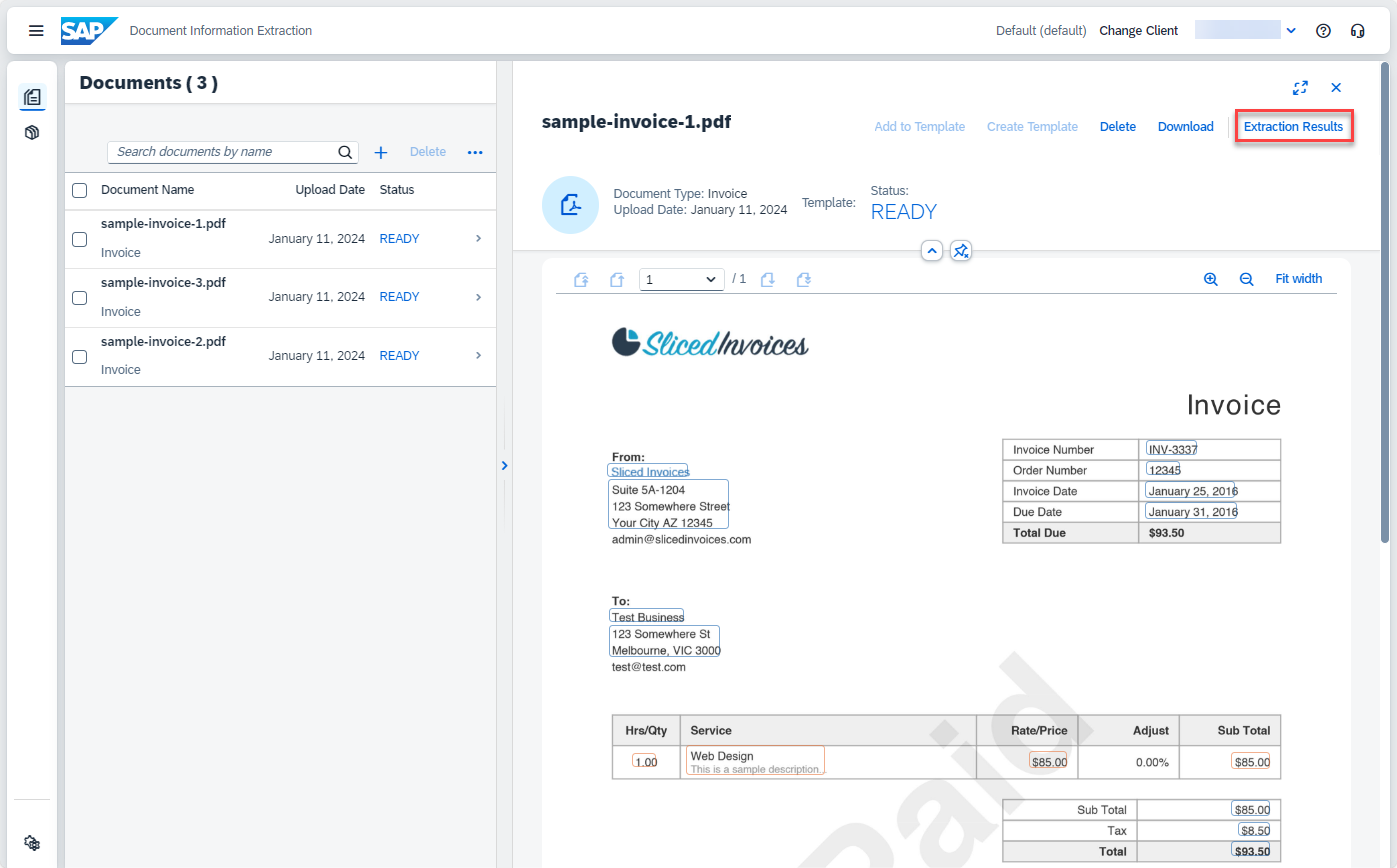 SAP Document Information Extraction
Default (default) Change Client
Documents ( 3 )
Search documents by name
Delete
Document Name Upload Date Status
sample-invoice-1.pdf
January 11, 2024 READY
Invoice
sample-invoice-3.pdf
January 11, 2024 READY
Invoice
sample-invoice-2.pdf
January 11, 2024 READY
Invoice
sample-invoice-1.pdf
Add to Template Create Template Delete Download Extraction Results
Document Type: Invoice
Upload Date: January 11, 2024
Template:
Status:
READY
1 / 1
Fit width
SlicedInvoices
Invoice
From:
Sliced Invoices
Suite 5A-1204
123 Somewhere Street
Your City AZ 12345
admin@slicedinvoices.com
Invoice Number INV-3337
Order Number 12345
Invoice Date January 25, 2016
Due Date January 31, 2016
Total Due $93.50
To:
Test Business
123 Somewhere St
Melbourne, VIC 3000
test@test.com
Hrs/Qty Service Rate/Price Adjust Sub Total
1.00 Web Design $85.00 0.00% $85.00
This is a sample description...
Sub Total $85.00
Tax $8.50
Total $93.50
Paid